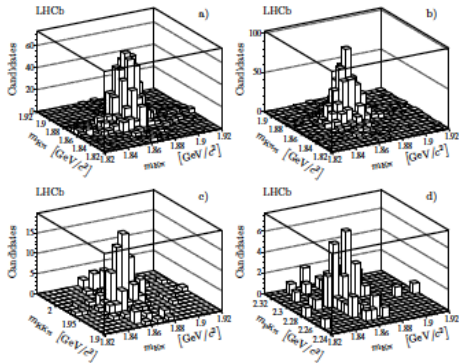 LHCb
a)
Candidates
60
40
20
0
1.92
1.9
1.88
1.86
1.84
1.82
1.82
1.84
1.86
1.88
1.9
1.92
[GeV/c²]
[GeV/c²]
LHCb
b)
Candidates
100
50
0
1.92
1.9
1.88
1.86
1.84
1.82
1.82
1.84
1.86
1.88
1.9
1.92
[GeV/c²]
[GeV/c²]
LHCb
c)
Candidates
15
10
5
0
2
1.95
1.9
1.82
1.84
1.86
1.88
1.9
1.92
[GeV/c²]
[GeV/c²]
LHCb
d)
Candidates
6
4
2
0
2.32
2.3
2.28
2.26
2.24
1.82
1.84
1.86
1.88
1.9
1.92
[GeV/c²]
[GeV/c²]